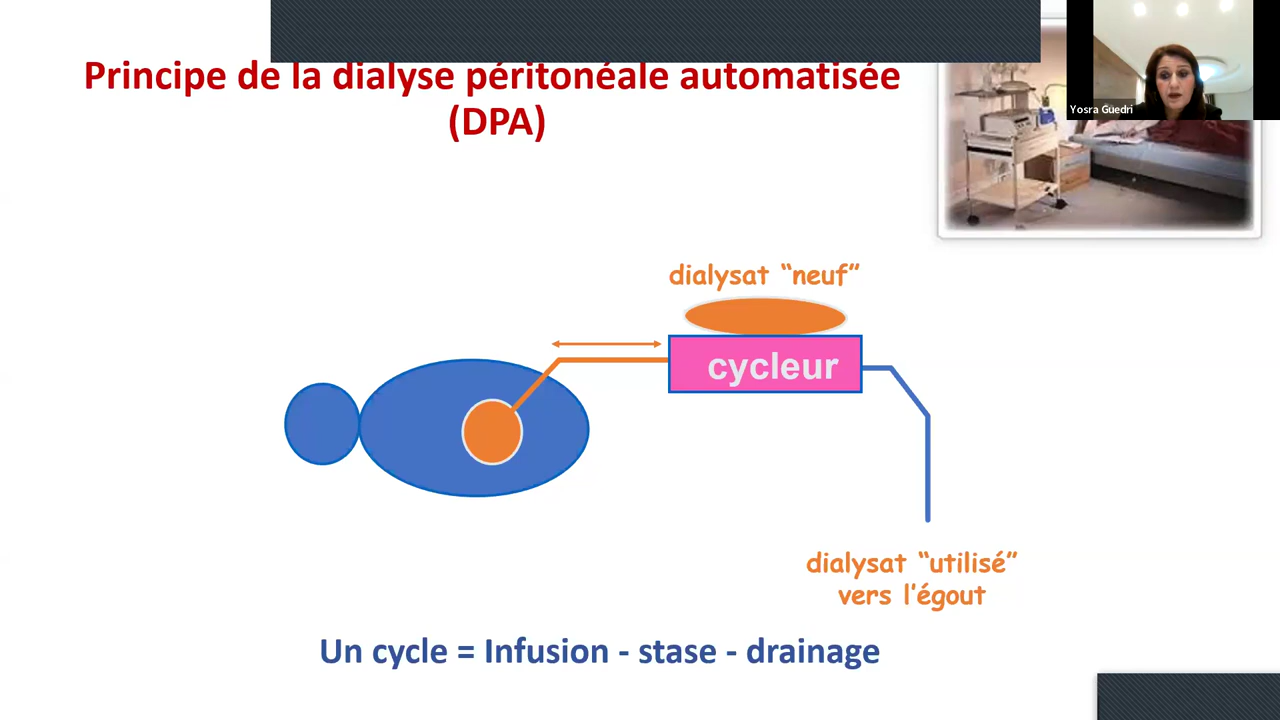 Principe de la dialyse péritonéale automatisée
(DPA)
Yosra Guedri
dialysat “neuf”
cycleur
dialysat “utilisé”
vers l’égout
Un cycle = Infusion - stase - drainage